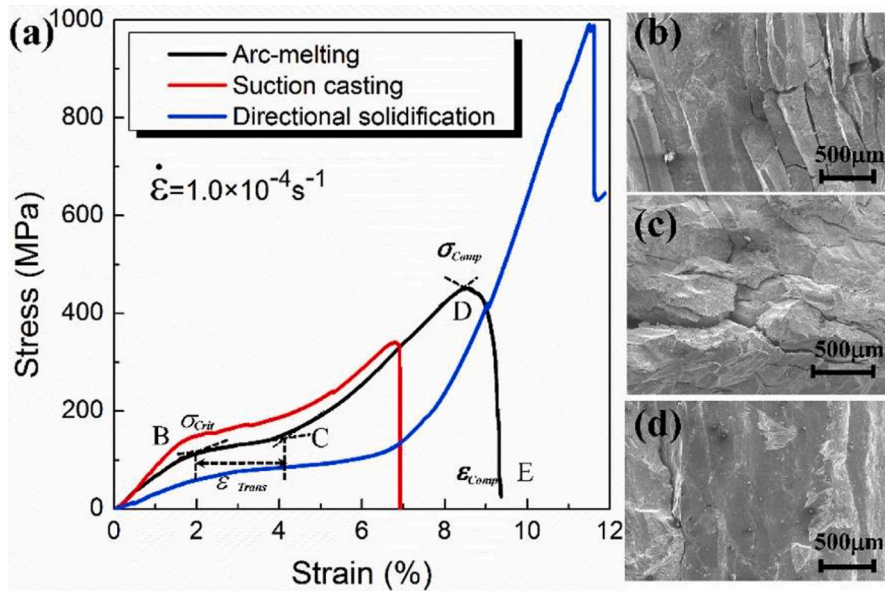 (a)
1000
800
600
400
200
0
Stress (MPa)
Arc-melting
Suction casting
Directional solidification
ε̇=1.0×10⁻⁴s⁻¹
σComp
D
σCrit
B
C
ε Trans
εComp
E
0 2 4 6 8 10 12
Strain (%)
(b)
500μm
(c)
500μm
(d)
500μm